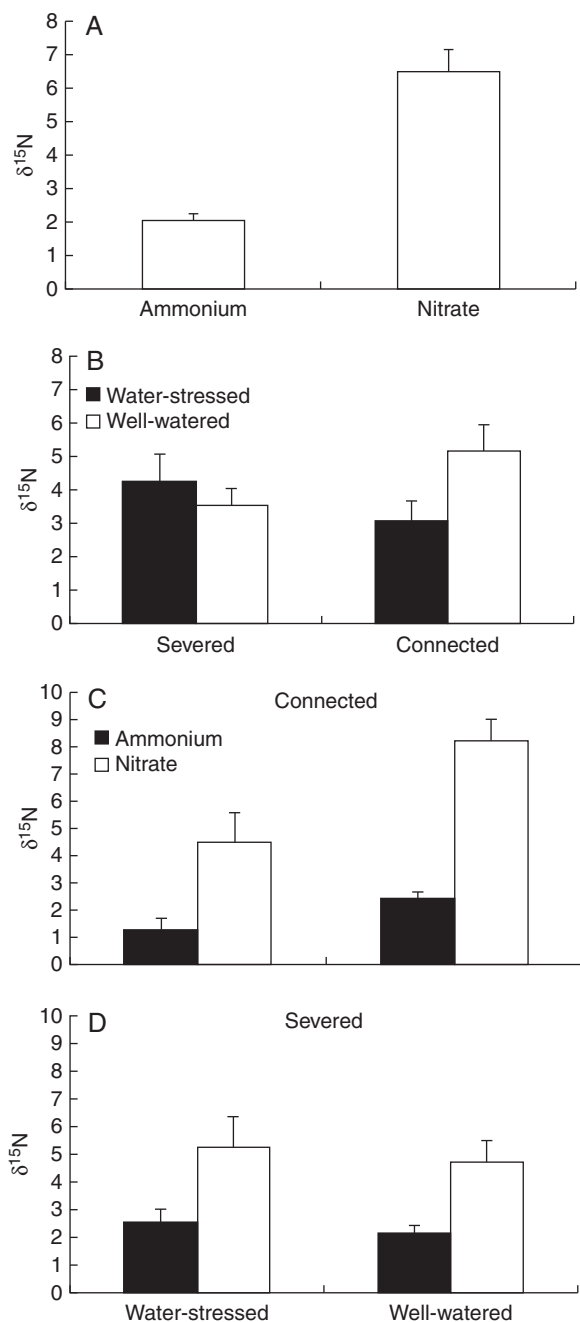 A
8
7
6
5
4
3
2
1
0
δ15N
Ammonium Nitrate
B
8
7
6
5
4
3
2
1
0
δ15N
Water-stressed
Well-watered
Severed Connected
C Connected
10
9
8
7
6
5
4
3
2
1
0
δ15N
Ammonium
Nitrate
D Severed
10
9
8
7
6
5
4
3
2
1
0
δ15N
Water-stressed Well-watered